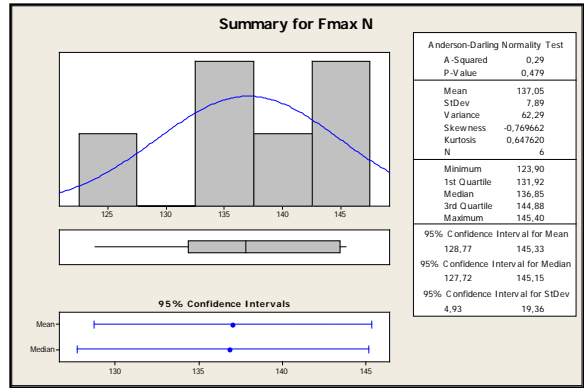 Summary for Fmax N
125 130 135 140 145
95% Confidence Intervals
Mean
Median
130 135 140 145
Anderson-Darling Normality Test
A-Squared 0,29
P-Value 0,479
Mean 137,05
StDev 7,89
Variance 62,29
Skewness -0,769662
Kurtosis 0,647620
N 6
Minimum 123,90
1st Quartile 131,92
Median 136,85
3rd Quartile 144,88
Maximum 145,40
95% Confidence Interval for Mean
128,77 145,33
95% Confidence Interval for Median
127,72 145,15
95% Confidence Interval for StDev
4,93 19,36